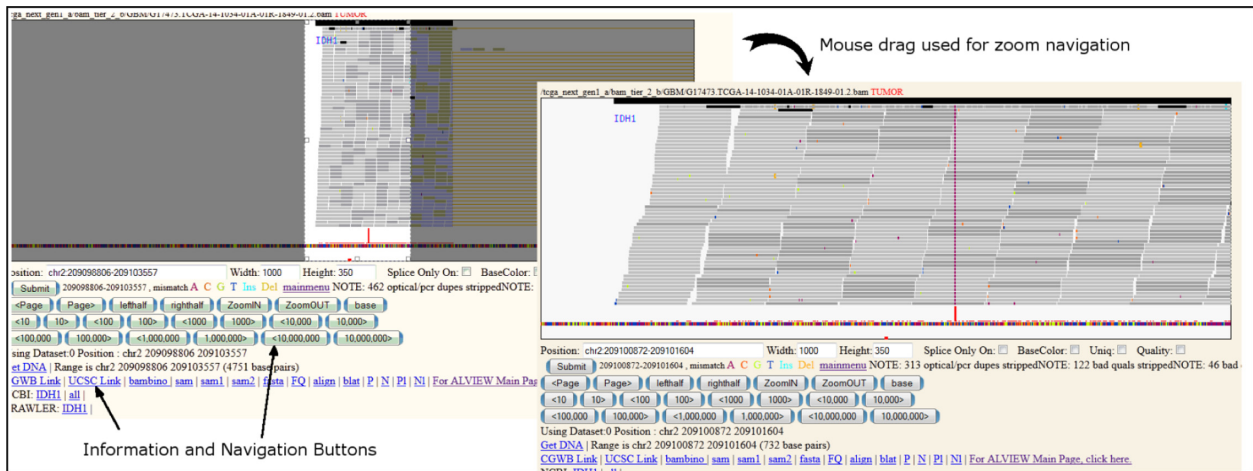 ga_next_gen1_a/bam_tier_2_b/GBM/G17473.TCGA-14-1034-01A-01R-1849-01.2.bam TUMOR
IDH1
Mouse drag used for zoom navigation
/tcga_next_gen1_a/bam_tier_2_b/GBM/G17473.TCGA-14-1034-01A-01R-1849-01.2.bam TUMOR
IDH1
osition: chr2:209098806-209103557 Width: 1000 Height: 350 Splice Only On: BaseColor:
Submit 209098806-209103557 , mismatch A C G T Ins Del mainmenu NOTE: 462 optical/pcr dupes strippedNOTE:
<Page Page> lefthalf righthalf ZoomIN ZoomOUT base
<10 10> <100 100> <1000 1000> <10,000 10,000>
<100,000 100,000> <1,000,000 1,000,000> <10,000,000 10,000,000>
sing Dataset:0 Position : chr2 209098806 209103557
et DNA | Range is chr2 209098806 209103557 (4751 base pairs)
GWB Link | UCSC Link | bambino | sam | sam1 | sam2 | fasta | FQ | align | blat | P | N | Pl | Nl | For ALVIEW Main Pag
CBI: IDH1 | all |
RAWLER: IDH1 |
Information and Navigation Buttons
Position: chr2:209100872-209101604 Width: 1000 Height: 350 Splice Only On: BaseColor: Uniq: Quality:
Submit 209100872-209101604 , mismatch A C G T Ins Del mainmenu NOTE: 313 optical/pcr dupes strippedNOTE: 122 bad quals strippedNOTE: 46 bad
<Page Page> lefthalf righthalf ZoomIN ZoomOUT base
<10 10> <100 100> <1000 1000> <10,000 10,000>
<100,000 100,000> <1,000,000 1,000,000> <10,000,000 10,000,000>
Using Dataset:0 Position : chr2 209100872 209101604
Get DNA | Range is chr2 209100872 209101604 (732 base pairs)
CGWB Link | UCSC Link | bambino | sam | sam1 | sam2 | fasta | FQ | align | blat | P | N | Pl | Nl | For ALVIEW Main Page, click here.
NCBI: IDH1 | all |